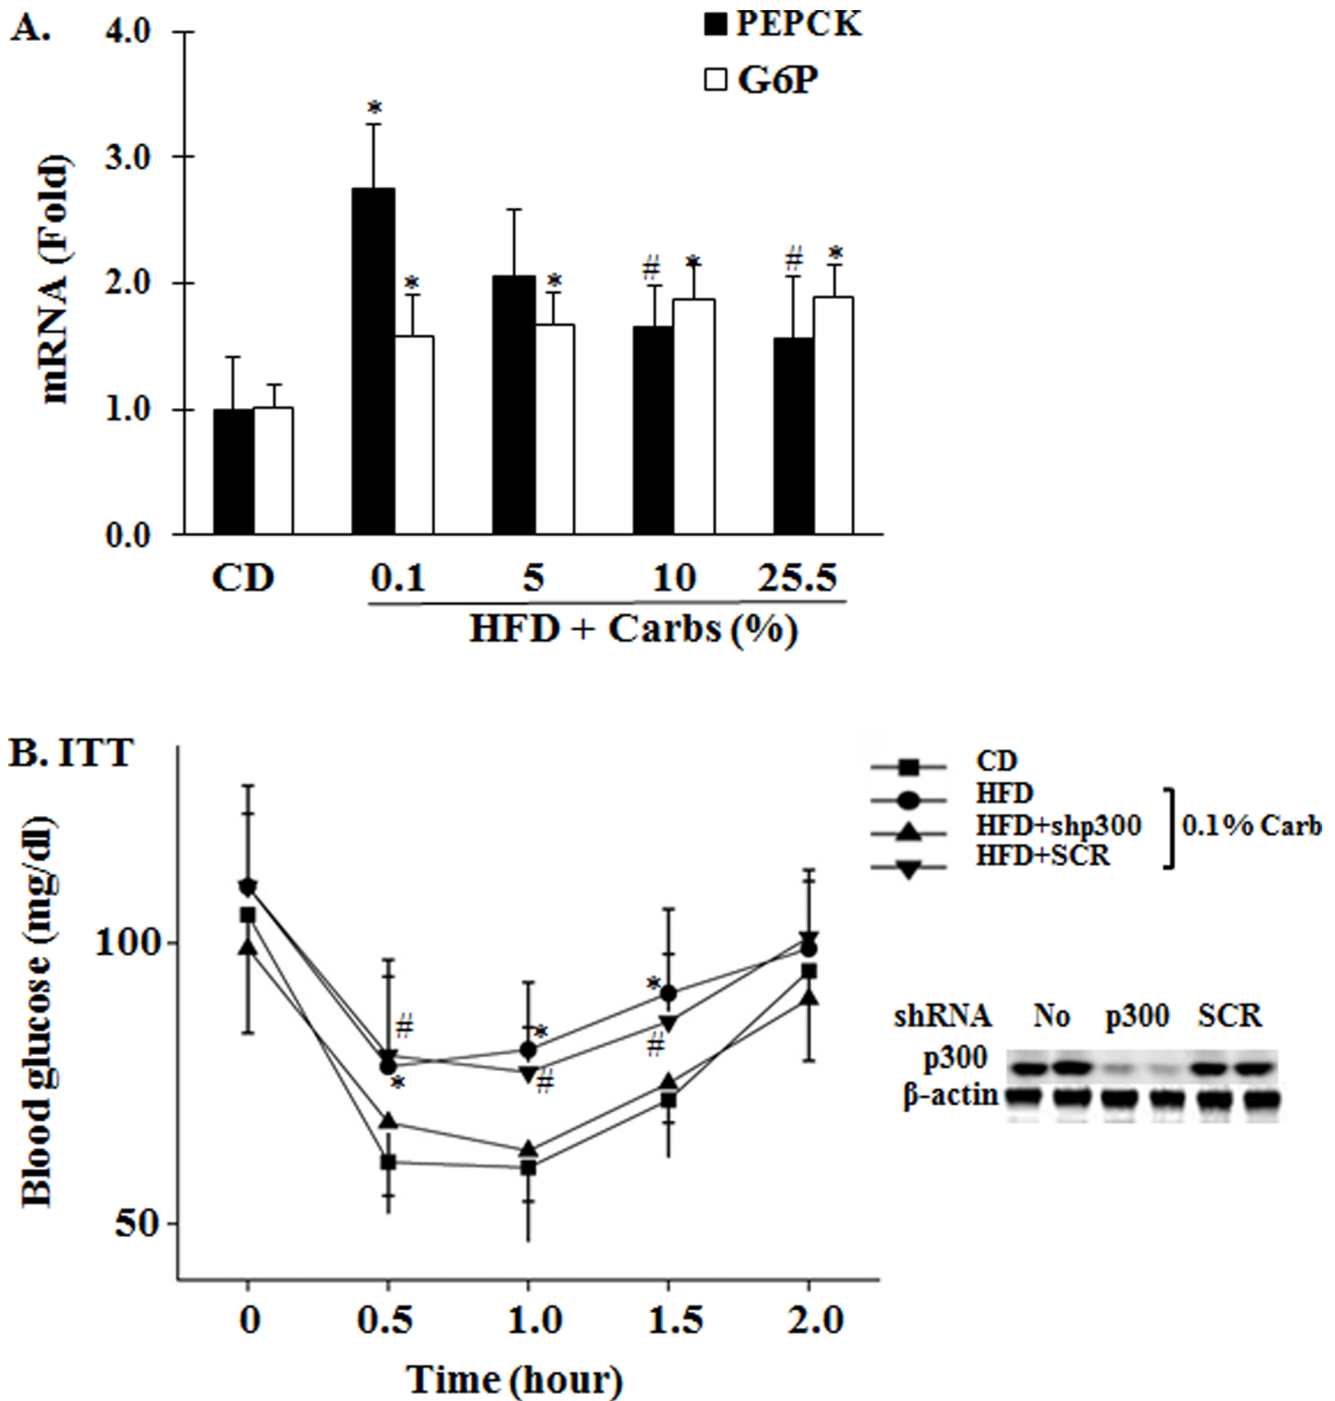 A.
PEPCK
G6P
4.0
3.0
2.0
1.0
0.0
mRNA (Fold)
* * * # * # *
CD 0.1 5 10 25.5
HFD + Carbs (%)
B. ITT
CD
HFD
HFD+shp300
HFD+SCR
0.1% Carb
Blood glucose (mg/dl)
100
50
# * * # * #
0 0.5 1.0 1.5 2.0
Time (hour)
shRNA No p300 SCR
p300
β-actin